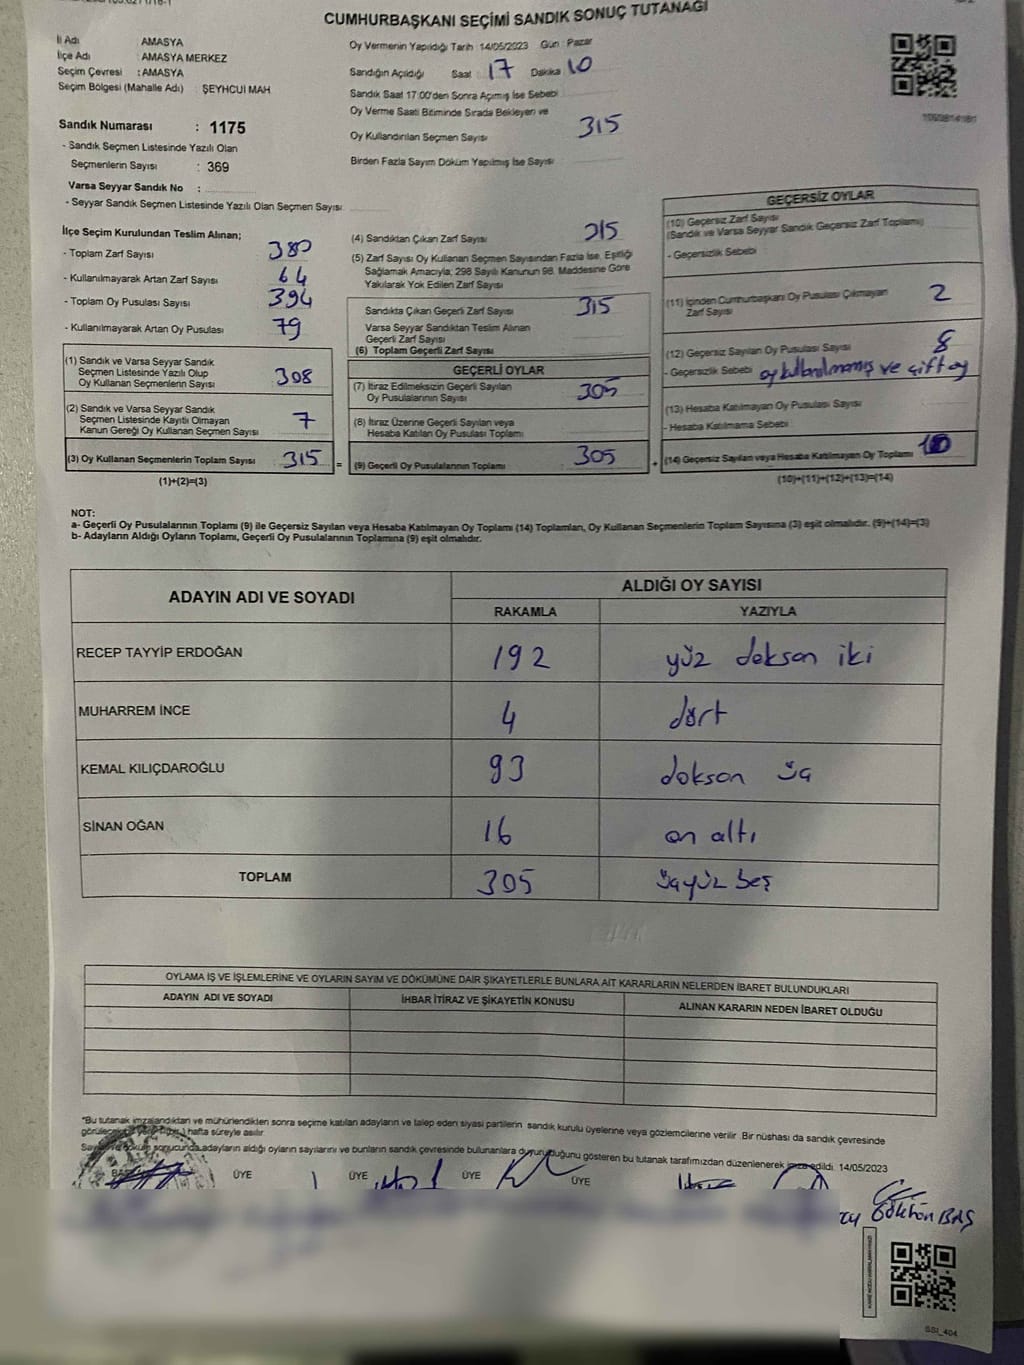 CUMHURBAŞKANI SEÇİMİ SANDIK SONUÇ TUTANAĞI
İl Adı AMASYA
İlçe Adı : AMASYA MERKEZ
Seçim Çevresi : AMASYA
Seçim Bölgesi (Mahalle Adı) : ŞEYHCUI MAH
Oy Vermenin Yapıldığı Tarih 14/05/2023 Gün : Pazar
Sandığın Açıldığı Saat 17 Dakika 10
Sandık Saat 17:00'den Sonra Açımış İse Sebebi
Oy Verme Saati Bitiminde Sırada Bekleyen ve
Oy Kullandırılan Seçmen Sayısı 315
Birden Fazla Sayım Döküm Yapılmış İse Sayısı
Sandık Numarası : 1175
- Sandık Seçmen Listesinde Yazılı Olan
Seçmenlerin Sayısı : 369
Varsa Seyyar Sandık No :
- Seyyar Sandık Seçmen Listesinde Yazılı Olan Seçmen Sayısı:
İlçe Seçim Kurulundan Teslim Alınan;
- Toplam Zarf Sayısı 380
- Kullanılmayarak Artan Zarf Sayısı 64
- Toplam Oy Pusulası Sayısı 394
- Kullanılmayarak Artan Oy Pusulası 79
(1) Sandık ve Varsa Seyyar Sandık
Seçmen Listesinde Yazılı Olup
Oy Kullanan Seçmenlerin Sayısı 308
(2) Sandık ve Varsa Seyyar Sandık
Seçmen Listesinde Kayıtlı Olmayan
Kanun Gereği Oy Kullanan Seçmen Sayısı 7
(3) Oy Kullanan Seçmenlerin Toplam Sayısı 315 =
(1)+(2)=(3)
(4) Sandıktan Çıkan Zarf Sayısı 315
(5) Zarf Sayısı Oy Kullanan Seçmen Sayısından Fazla İse, Eşitliği
Sağlamak Amacıyla, 298 Sayılı Kanunun 98. Maddesine Göre
Yakılarak Yok Edilen Zarf Sayısı
Sandıkta Çıkan Geçerli Zarf Sayısı 315
Varsa Seyyar Sandıktan Teslim Alınan
Geçerli Zarf Sayısı
(6) Toplam Geçerli Zarf Sayısı
GEÇERLİ OYLAR
(7) İtiraz Edilmeksizin Geçerli Sayılan
Oy Pusulalarının Sayısı 305
(8) İtiraz Üzerine Geçerli Sayılan veya
Hesaba Katılan Oy Pusulası Toplamı
(9) Geçerli Oy Pusulalarının Toplamı 305 +
GEÇERSİZ OYLAR
(10) Geçersiz Zarf Sayısı
(Sandık ve Varsa Seyyar Sandık Geçersiz Zarf Toplamı)
- Geçersizlik Sebebi
(11) İçinden Cumhurbaşkanı Oy Pusulası Çıkmayan
Zarf Sayısı 2
(12) Geçersiz Sayılan Oy Pusulası Sayısı 8
- Geçersizlik Sebebi oy kullanılmamış ve çift oy
(13) Hesaba Katılmayan Oy Pusulası Sayısı
- Hesaba Katılmama Sebebi
(14) Geçersiz Sayılan veya Hesaba Katılmayan Oy Toplamı 10
(10)+(11)+(12)+(13)=(14)
NOT:
a- Geçerli Oy Pusulalarının Toplamı (9) ile Geçersiz Sayılan veya Hesaba Katılmayan Oy Toplamı (14) Toplamları, Oy Kullanan Seçmenlerin Toplam Sayısına (3) eşit olmalıdır. (9)+(14)=(3)
b- Adayların Aldığı Oyların Toplamı, Geçerli Oy Pusulalarının Toplamına (9) eşit olmalıdır.
ADAYIN ADI VE SOYADI ALDIĞI OY SAYISI
RAKAMLA YAZIYLA
RECEP TAYYİP ERDOĞAN 192 yüz doksan iki
MUHARREM İNCE 4 dört
KEMAL KILIÇDAROĞLU 93 doksan üç
SİNAN OĞAN 16 on altı
TOPLAM 305 üçyüz beş
OYLAMA İŞ VE İŞLEMLERİNE VE OYLARIN SAYIM VE DÖKÜMÜNE DAİR ŞİKAYETLERLE BUNLARA AİT KARARLARIN NELERDEN İBARET BULUNDUKLARI
ADAYIN ADI VE SOYADI İHBAR İTİRAZ VE ŞİKAYETİN KONUSU ALINAN KARARIN NEDEN İBARET OLDUĞU
*Bu tutanak imzalandıktan ve mühürlendikten sonra seçime katılan adayların ve talep eden siyasi partilerin sandık kurulu üyelerine veya gözlemcilerine verilir .Bir nüshası da sandık çevresinde
hafta süreyle asılır
sonucunda adayların aldığı oyların sayılarını ve bunların sandık çevresinde bulunanlara duyurulduğunu gösteren bu tutanak tarafımızdan düzenlenerek imza edildi. 14/05/2023
ÜYE ÜYE ÜYE ÜYE
Gökhan BAŞ
SSI_404